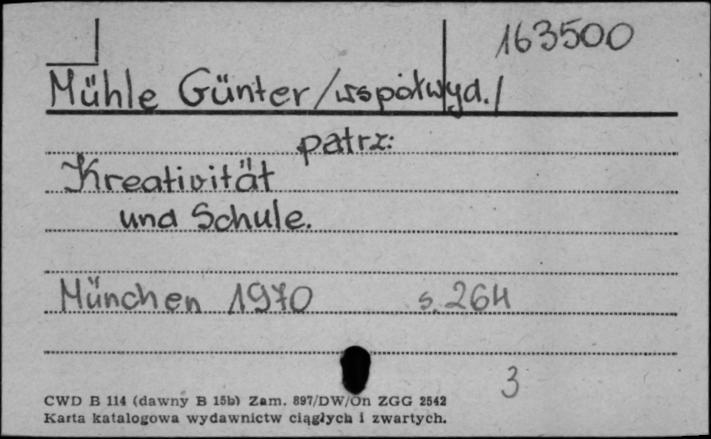 163500
Mühle Günter /współwyd./
patrz:
Kreativität
und Schule.
München 1970 s. 264
3
CWD B 114 (dawny B 15b) Zam. 897/DW/On ZGG 2542
Karta katalogowa wydawnictw ciągłych i zwartych.